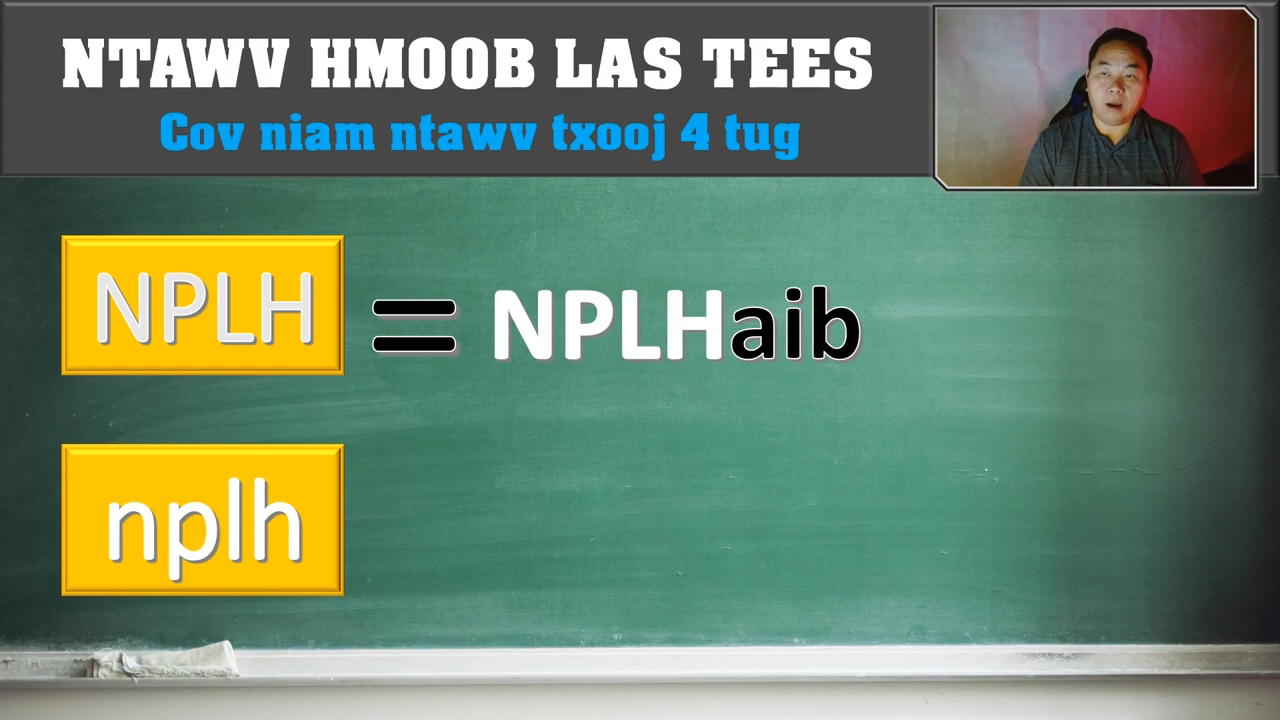 NTAWV HMOOB LAS TEES
Cov niam ntawv txooj 4 tug
NPLH = NPLHaib
nplh